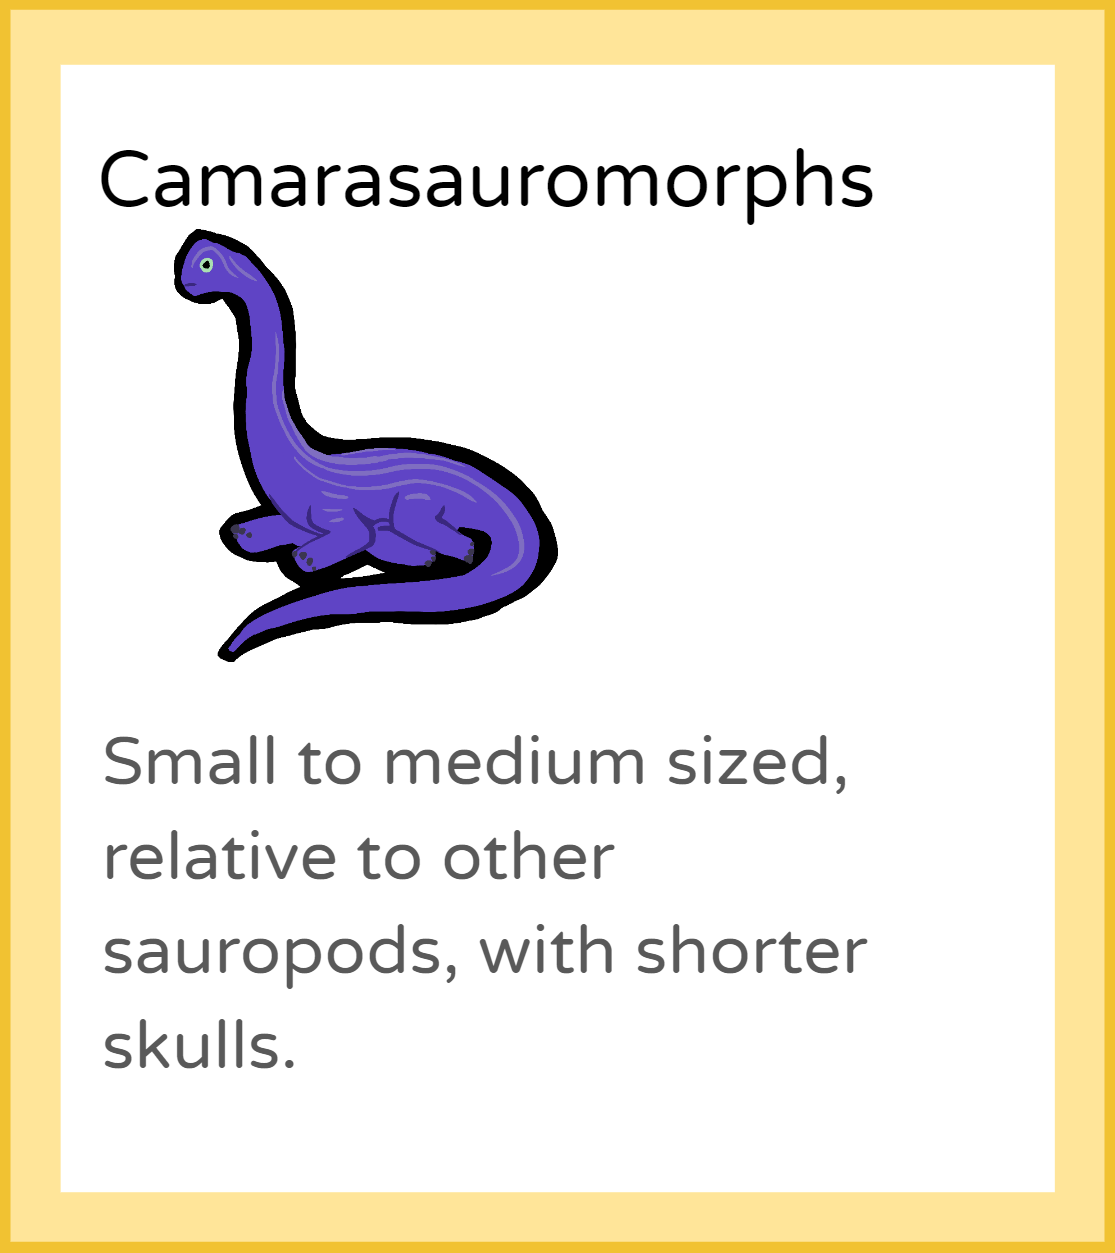 Camarasauromorphs
Small to medium sized,
relative to other
sauropods, with shorter
skulls.